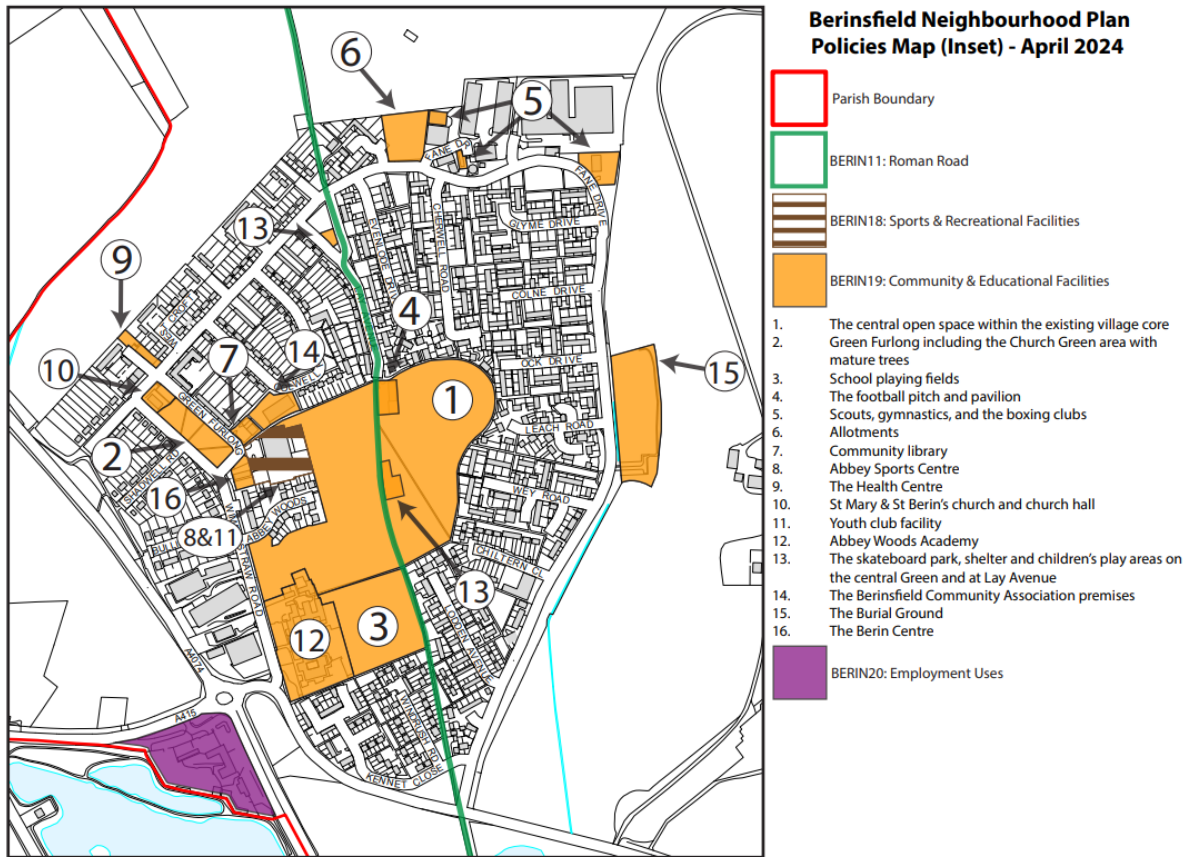 Berinsfield Neighbourhood Plan
Policies Map (Inset) - April 2024
Parish Boundary
BERIN11: Roman Road
BERIN18: Sports & Recreational Facilities
BERIN19: Community & Educational Facilities
1. The central open space within the existing village core
2. Green Furlong including the Church Green area with
mature trees
3. School playing fields
4. The football pitch and pavilion
5. Scouts, gymnastics, and the boxing clubs
6. Allotments
7. Community library
8. Abbey Sports Centre
9. The Health Centre
10. St Mary & St Berin's church and church hall
11. Youth club facility
12. Abbey Woods Academy
13. The skateboard park, shelter and children's play areas on
the central Green and at Lay Avenue
14. The Berinsfield Community Association premises
15. The Burial Ground
16. The Berin Centre
BERIN20: Employment Uses
6
5
FANE DRIVE
GLYME DRIVE
CHERWELL ROAD
13
9
COLNE DRIVE
CROFT
4
14
7
10
OCK DRIVE
15
1
GREEN FURLONG
LEACH ROAD
2
SHADWELL RD
16
WEY ROAD
ABBEY WOODS
8&11
CHILTERN CL
13
3
12
A4074
A415
WINDRUSH RD
KENNET CLOSE